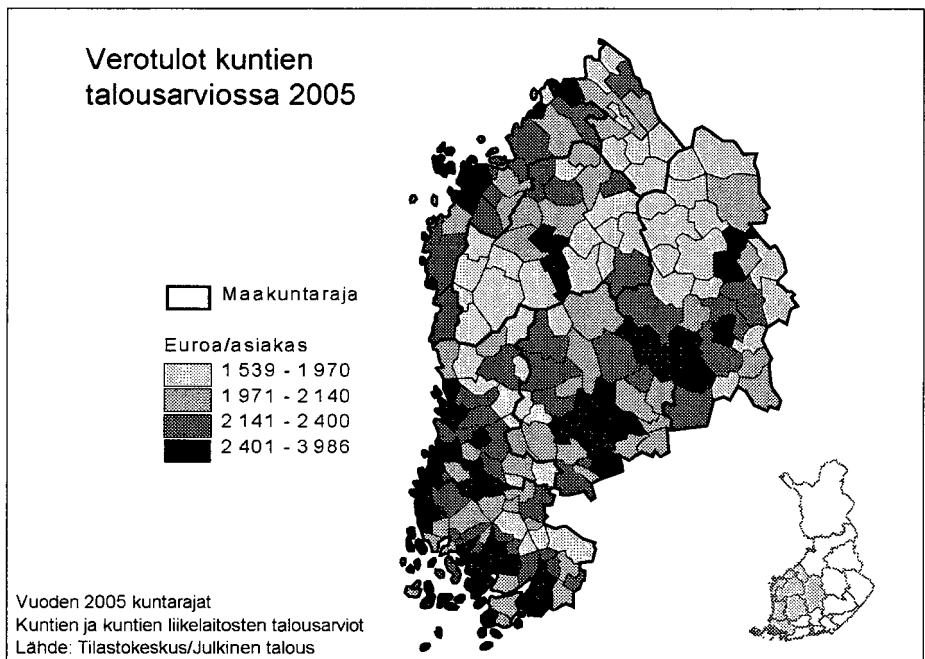 Verotulot kuntien
talousarviossa 2005
Maakuntaraja
Euroa/asiakas
1 539 - 1 970
1 971 - 2 140
2 141 - 2 400
2 401 - 3 986
Vuoden 2005 kuntarajat
Kuntien ja kuntien liikelaitosten talousarviot
Lähde: Tilastokeskus/Julkinen talous